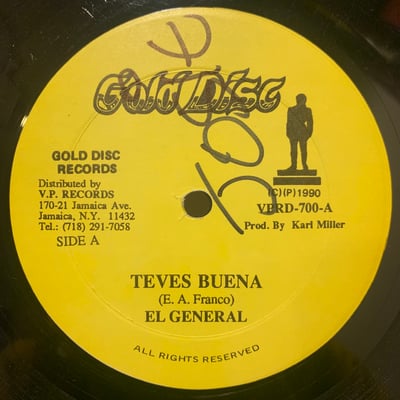 Gold Disc
GOLD DISC
RECORDS
Distributed by
V.P. RECORDS
170-21 Jamaica Ave.
Jamaica, N.Y. 11432
Tel.: (718) 291-7058
SIDE A
(C)(P)1990
VPRD-700-A
Prod. By Karl Miller
TEVES BUENA
(E. A. Franco)
EL GENERAL
ALL RIGHTS RESERVED